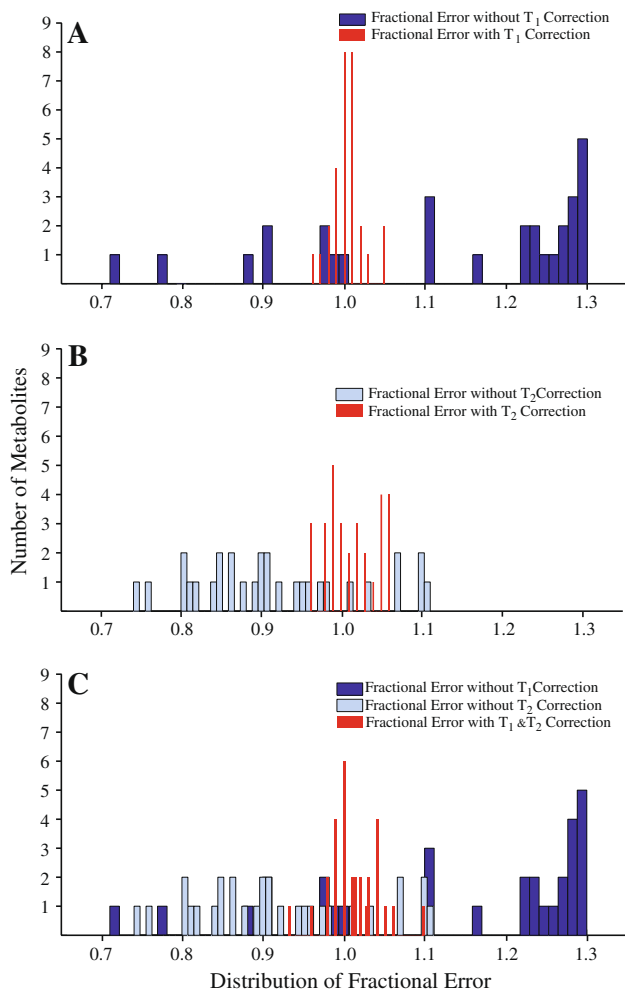 A
Fractional Error without T1 Correction
Fractional Error with T1 Correction
9
8
7
6
5
4
3
2
1
0.7 0.8 0.9 1.0 1.1 1.2 1.3
B
Fractional Error without T2Correction
Fractional Error with T2 Correction
9
8
7
6
5
4
3
2
1
0.7 0.8 0.9 1.0 1.1 1.2 1.3
Number of Metabolites
C
Fractional Error without T1Correction
Fractional Error without T2 Correction
Fractional Error with T1 &T2 Correction
9
8
7
6
5
4
3
2
1
0.7 0.8 0.9 1.0 1.1 1.2 1.3
Distribution of Fractional Error